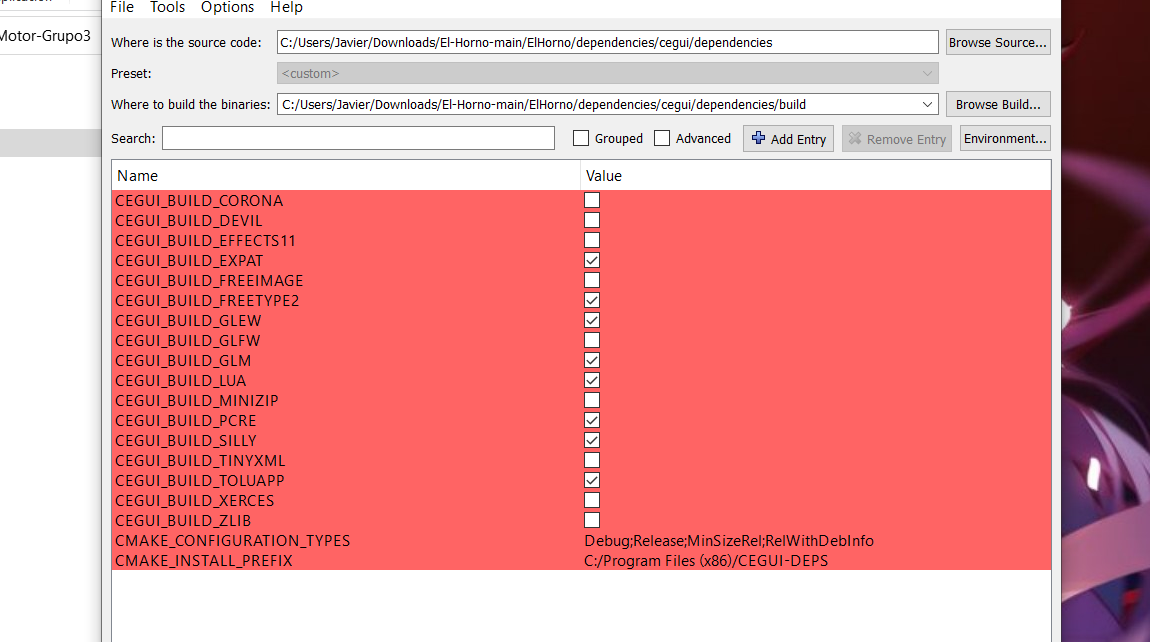 File Tools Options Help
Motor-Grupo3
Where is the source code: C:/Users/Javier/Downloads/El-Horno-main/ElHorno/dependencies/cegui/dependencies Browse Source...
Preset: <custom>
Where to build the binaries: C:/Users/Javier/Downloads/El-Horno-main/ElHorno/dependencies/cegui/dependencies/build Browse Build...
Search: Grouped Advanced Add Entry Remove Entry Environment...
Name Value
CEGUI_BUILD_CORONA
CEGUI_BUILD_DEVIL
CEGUI_BUILD_EFFECTS11
CEGUI_BUILD_EXPAT
CEGUI_BUILD_FREEIMAGE
CEGUI_BUILD_FREETYPE2
CEGUI_BUILD_GLEW
CEGUI_BUILD_GLFW
CEGUI_BUILD_GLM
CEGUI_BUILD_LUA
CEGUI_BUILD_MINIZIP
CEGUI_BUILD_PCRE
CEGUI_BUILD_SILLY
CEGUI_BUILD_TINYXML
CEGUI_BUILD_TOLUAPP
CEGUI_BUILD_XERCES
CEGUI_BUILD_ZLIB
CMAKE_CONFIGURATION_TYPES Debug;Release;MinSizeRel;RelWithDebInfo
CMAKE_INSTALL_PREFIX C:/Program Files (x86)/CEGUI-DEPS